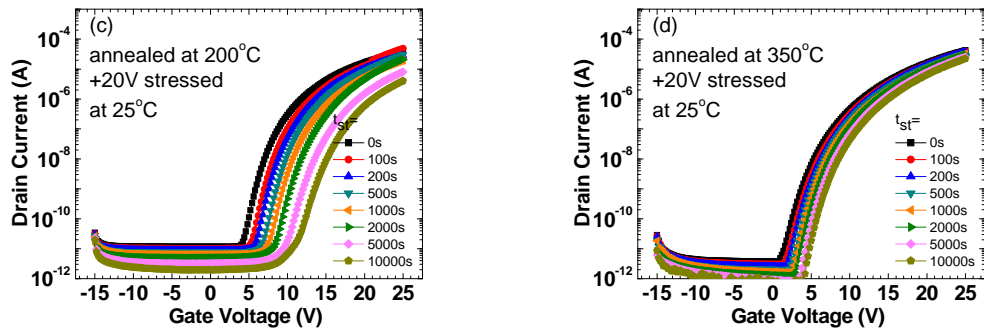 (c)
annealed at 200°C
+20V stressed
at 25°C
t_st=
0s
100s
200s
500s
1000s
2000s
5000s
10000s
10⁻⁴
10⁻⁶
10⁻⁸
10⁻¹⁰
10⁻¹²
Drain Current (A)
-15 -10 -5 0 5 10 15 20 25
Gate Voltage (V)
(d)
annealed at 350°C
+20V stressed
at 25°C
t_st=
0s
100s
200s
500s
1000s
2000s
5000s
10000s
10⁻⁴
10⁻⁶
10⁻⁸
10⁻¹⁰
10⁻¹²
Drain Current (A)
-15 -10 -5 0 5 10 15 20 25
Gate Voltage (V)